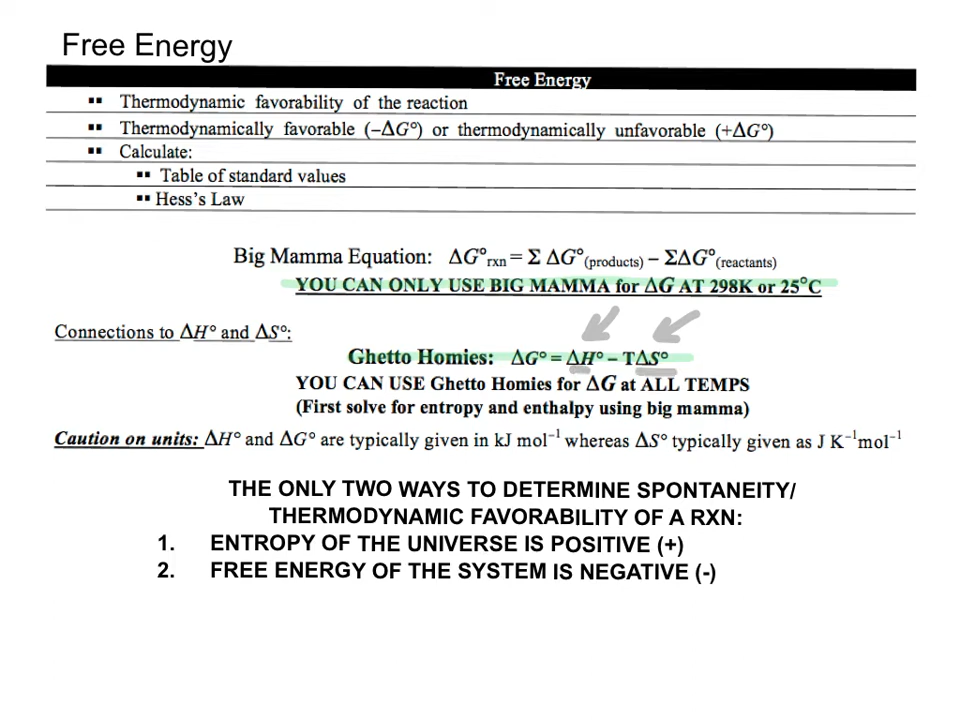 Free Energy
Free Energy
▪▪ Thermodynamic favorability of the reaction
▪▪ Thermodynamically favorable (−ΔG°) or thermodynamically unfavorable (+ΔG°)
▪▪ Calculate:
▪▪ Table of standard values
▪▪ Hess's Law
Big Mamma Equation: ΔG°rxn = Σ ΔG°(products) − ΣΔG°(reactants)
YOU CAN ONLY USE BIG MAMMA for ΔG AT 298K or 25°C
Connections to ΔH° and ΔS°:
Ghetto Homies: ΔG° = ΔH° − TΔS°
YOU CAN USE Ghetto Homies for ΔG at ALL TEMPS
(First solve for entropy and enthalpy using big mamma)
Caution on units: ΔH° and ΔG° are typically given in kJ mol⁻¹ whereas ΔS° typically given as J K⁻¹mol⁻¹
THE ONLY TWO WAYS TO DETERMINE SPONTANEITY/
THERMODYNAMIC FAVORABILITY OF A RXN:
1. ENTROPY OF THE UNIVERSE IS POSITIVE (+)
2. FREE ENERGY OF THE SYSTEM IS NEGATIVE (-)